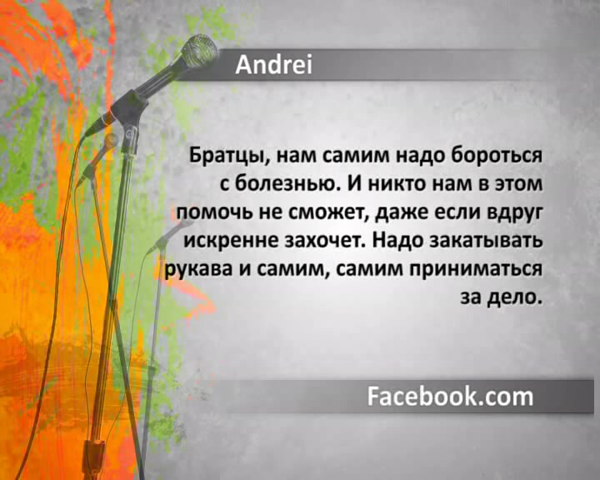 Andrei
Братцы, нам самим надо бороться
с болезнью. И никто нам в этом
помочь не сможет, даже если вдруг
искренне захочет. Надо закатывать
рукава и самим, самим приниматься
за дело.
Facebook.com